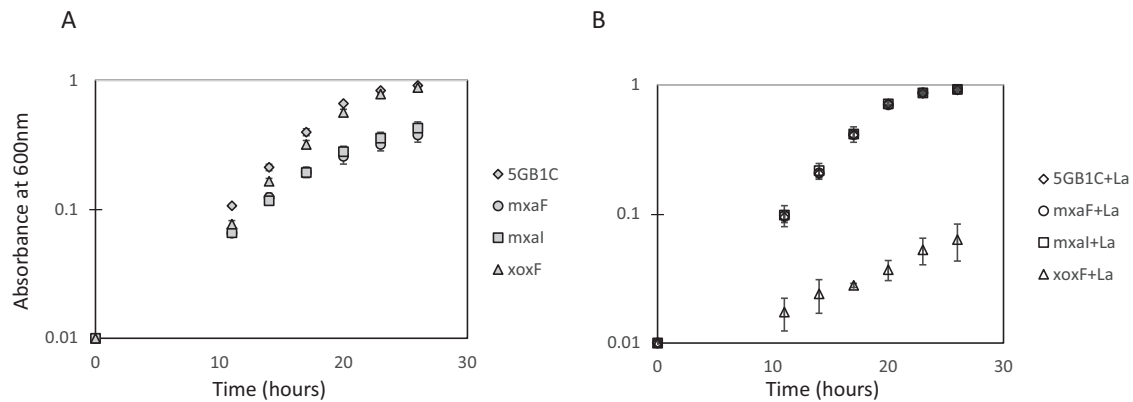 A
B
Absorbance at 600nm
1
0.1
0.01
0
10
20
30
Time (hours)
5GB1C
mxaF
mxaI
xoxF
1
0.1
0.01
0
10
20
30
Time (hours)
5GB1C+La
mxaF+La
mxaI+La
xoxF+La